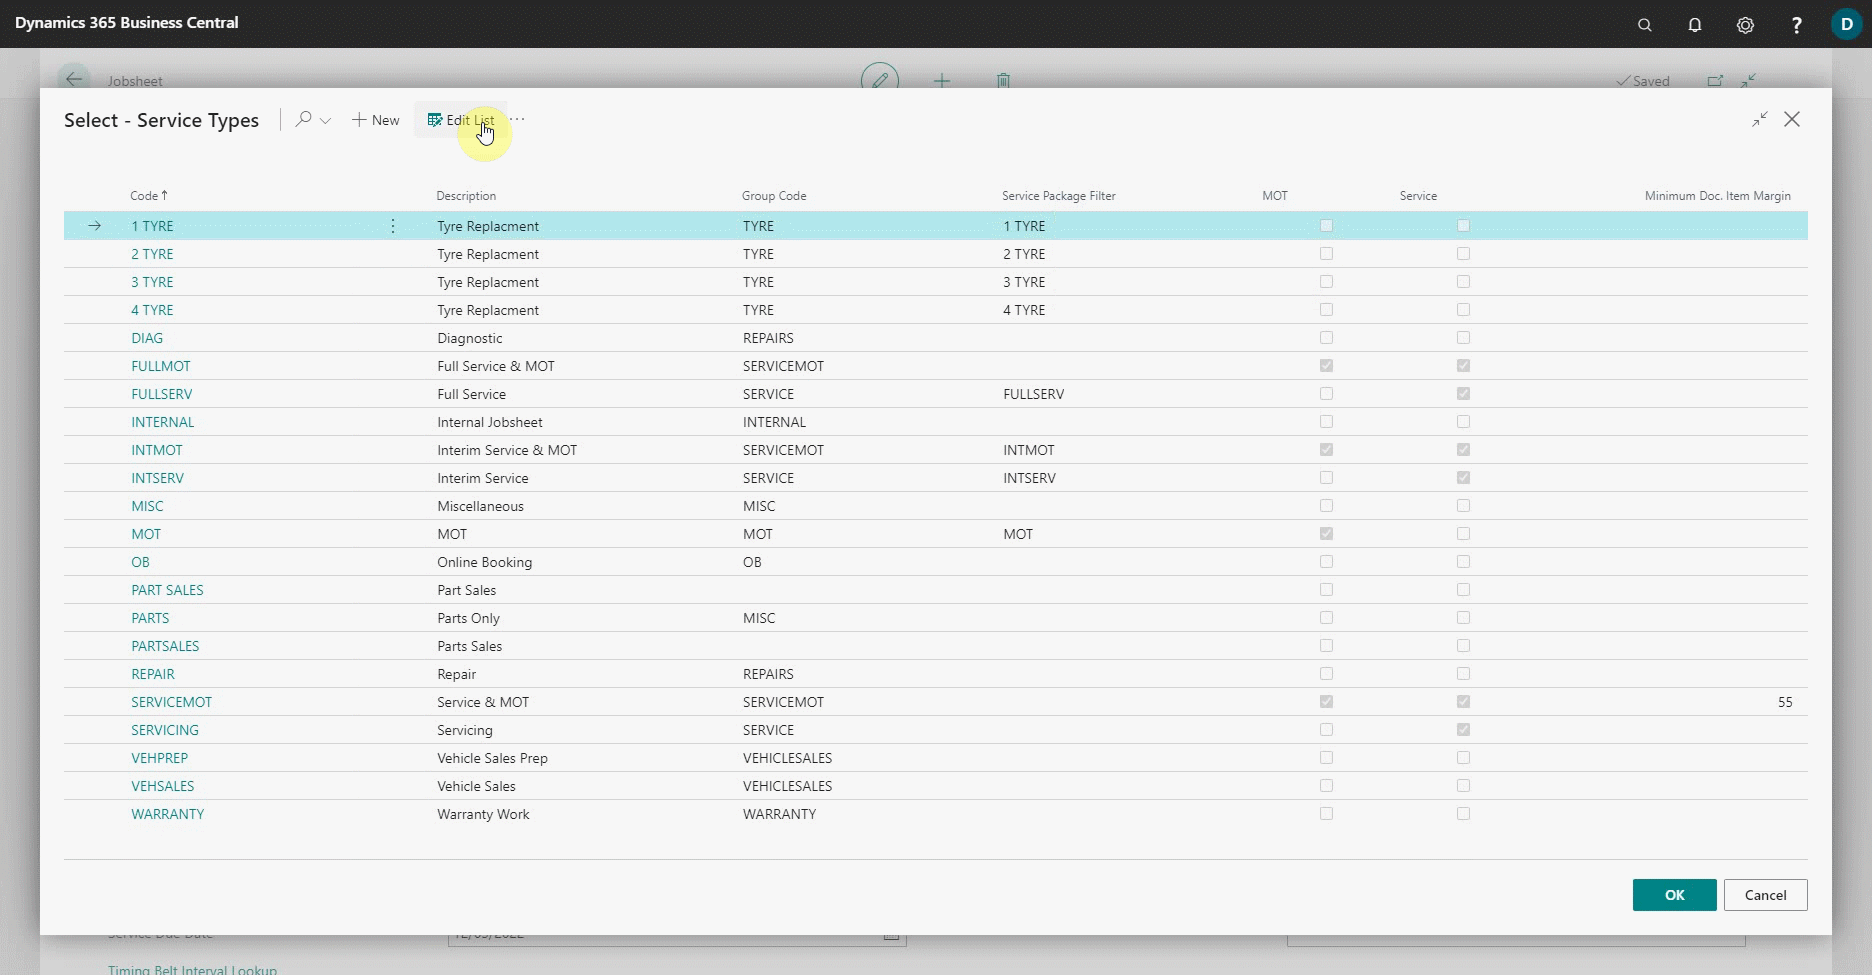 Dynamics 365 Business Central
?
D
Jobsheet
Saved
Select - Service Types
New
Edit List
Code Description Group Code Service Package Filter MOT Service Minimum Doc. Item Margin
1 TYRE Tyre Replacment TYRE 1 TYRE
2 TYRE Tyre Replacment TYRE 2 TYRE
3 TYRE Tyre Replacment TYRE 3 TYRE
4 TYRE Tyre Replacment TYRE 4 TYRE
DIAG Diagnostic REPAIRS
FULLMOT Full Service & MOT SERVICEMOT
FULLSERV Full Service SERVICE FULLSERV
INTERNAL Internal Jobsheet INTERNAL
INTMOT Interim Service & MOT SERVICEMOT INTMOT
INTSERV Interim Service SERVICE INTSERV
MISC Miscellaneous MISC
MOT MOT MOT MOT
OB Online Booking OB
PART SALES Part Sales
PARTS Parts Only MISC
PARTSALES Parts Sales
REPAIR Repair REPAIRS
SERVICEMOT Service & MOT SERVICEMOT 55
SERVICING Servicing SERVICE
VEHPREP Vehicle Sales Prep VEHICLESALES
VEHSALES Vehicle Sales VEHICLESALES
WARRANTY Warranty Work WARRANTY
OK Cancel
Service Due Date
Timing Belt Interval Lookup